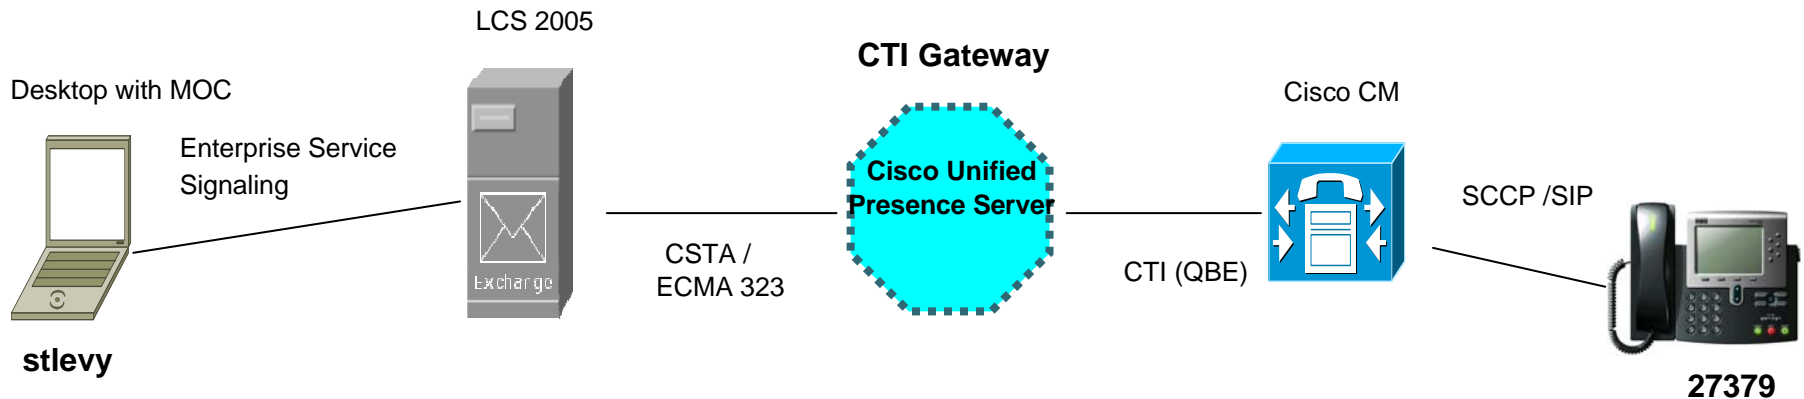 LCS 2005
CTI Gateway
Desktop with MOC
Cisco CM
Enterprise Service
Signaling
Cisco Unified
Presence Server
SCCP /SIP
CSTA /
ECMA 323
CTI (QBE)
Exchange
stlevy
27379